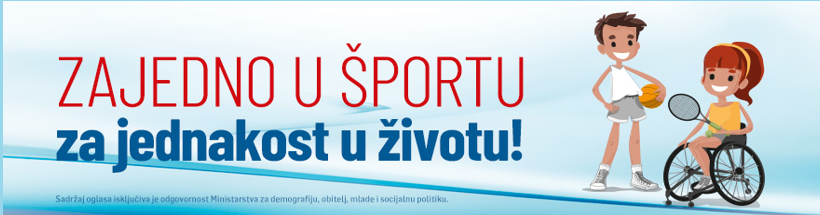 ZAJEDNO U ŠPORTU
za jednakost u životu!
Sadržaj oglasa isključiva je odgovornost Ministarstva za demografiju, obitelj, mlade i socijalnu politiku.